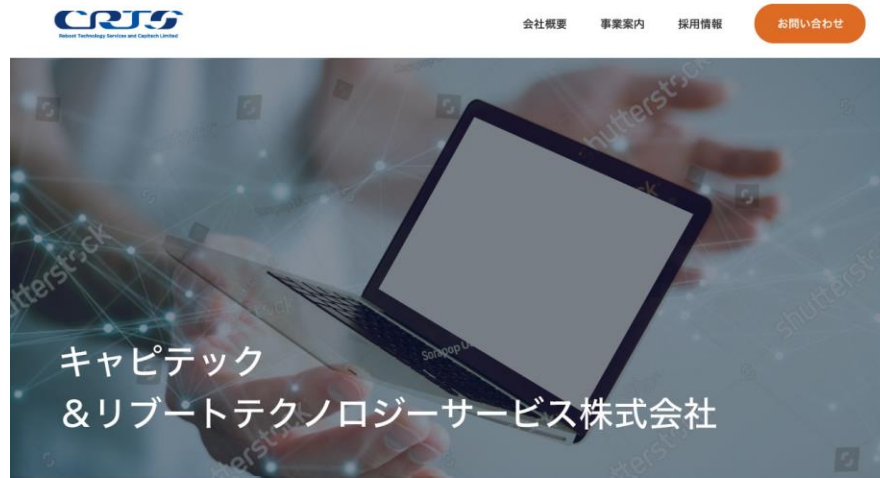 CRTS
Reboot Technology Services and Capitech Limited
会社概要
事業案内
採用情報
お問い合わせ
shutterstock
キャピテック
&リブートテクノロジーサービス株式会社